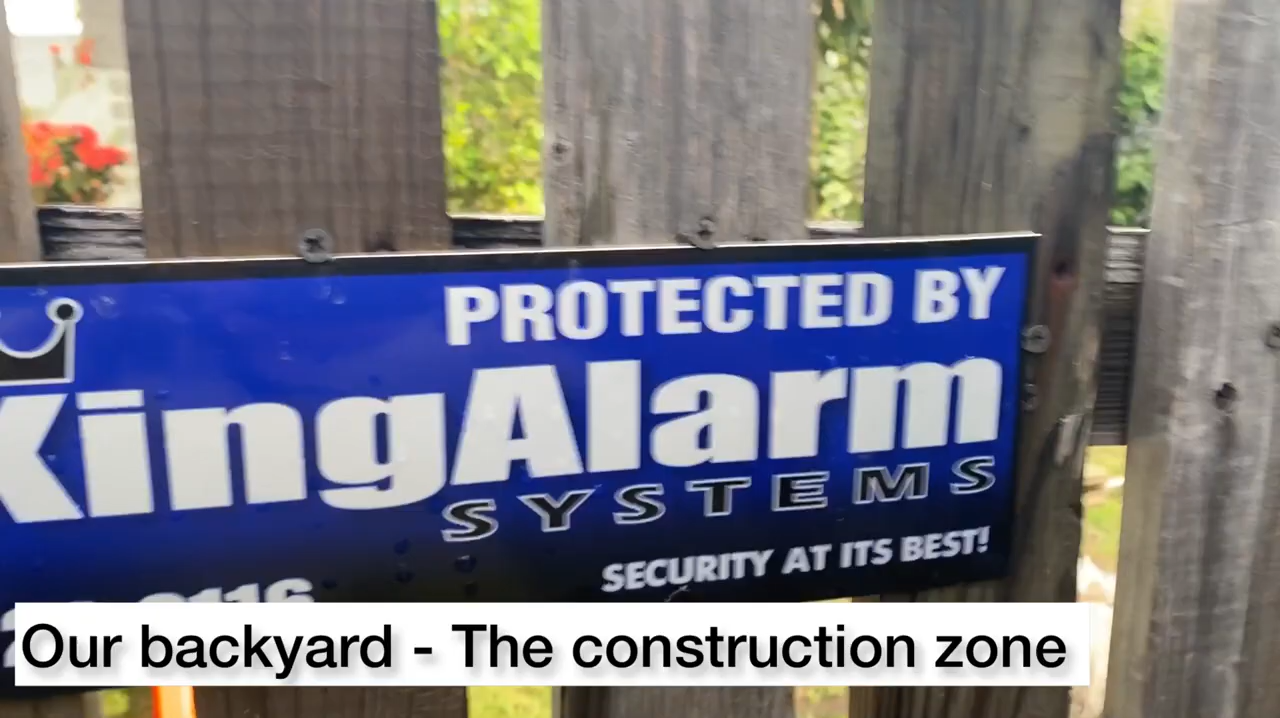 PROTECTED BY
KingAlarm
SYSTEMS
SECURITY AT ITS BEST!
Our backyard - The construction zone